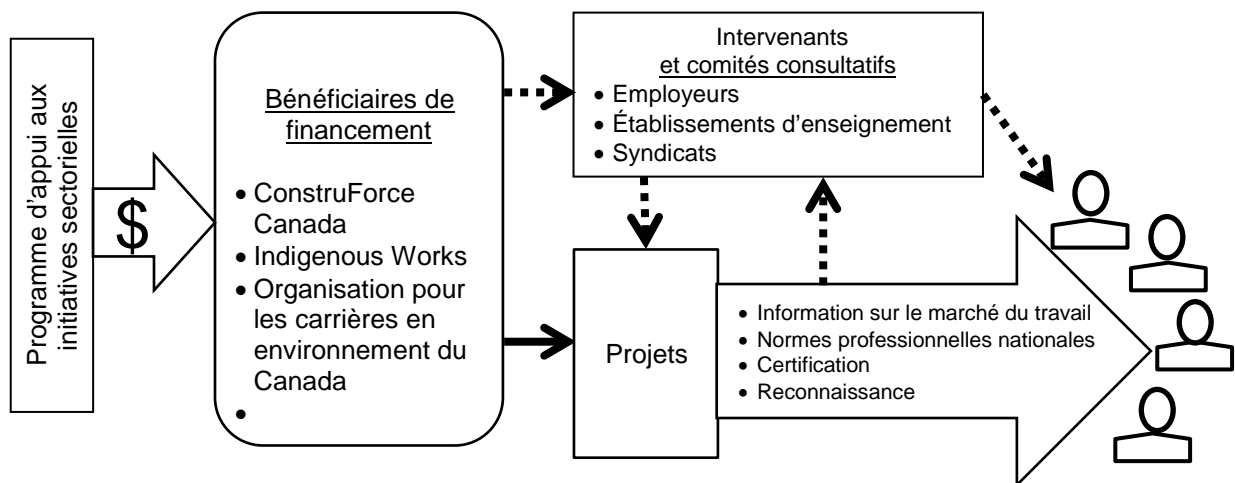 Programme d'appui aux
initiatives sectorielles
$
Bénéficiaires de
financement
• ConstruForce
Canada
• Indigenous Works
• Organisation pour
les carrières en
environnement du
Canada
•
Intervenants
et comités consultatifs
• Employeurs
• Établissements d'enseignement
• Syndicats
Projets
• Information sur le marché du travail
• Normes professionnelles nationales
• Certification
• Reconnaissance